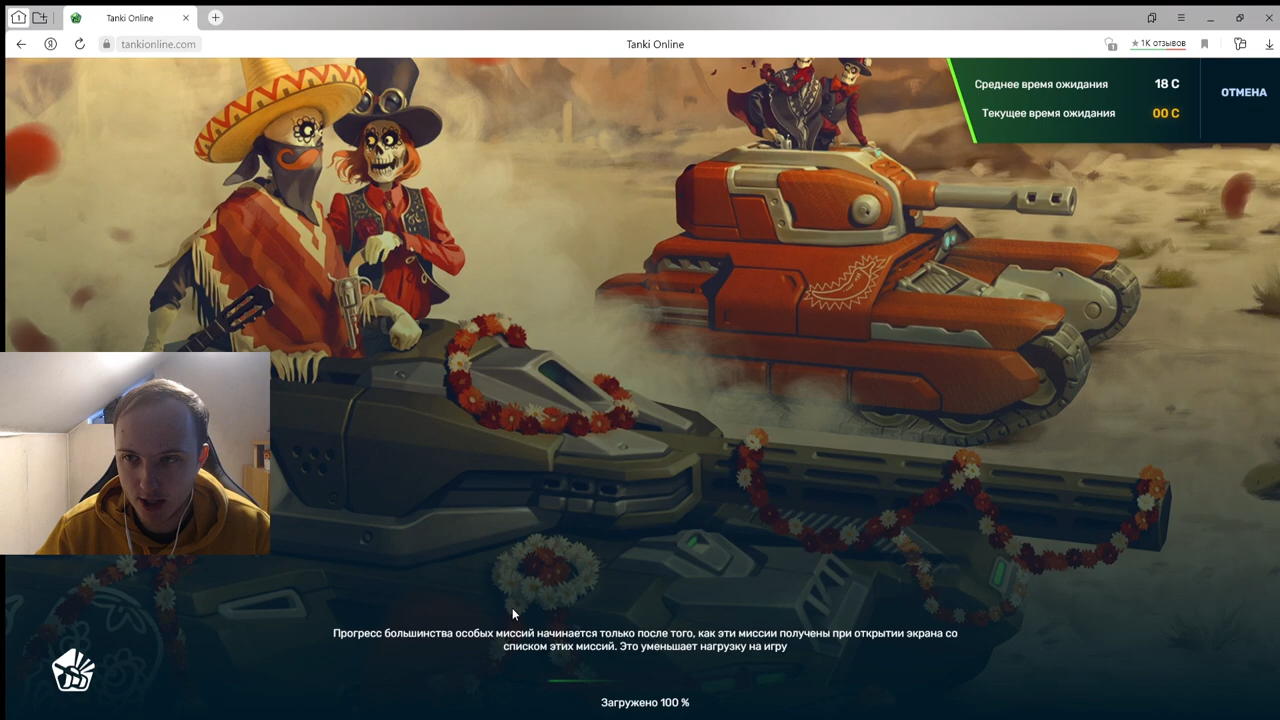 Tanki Online
tankionline.com
Tanki Online
★ 1К отзывов
Среднее время ожидания 18 С
Текущее время ожидания 00 С
ОТМЕНА
Прогресс большинства особых миссий начинается только после того, как эти миссии получены при открытии экрана со
списком этих миссий. Это уменьшает нагрузку на игру
Загружено 100 %